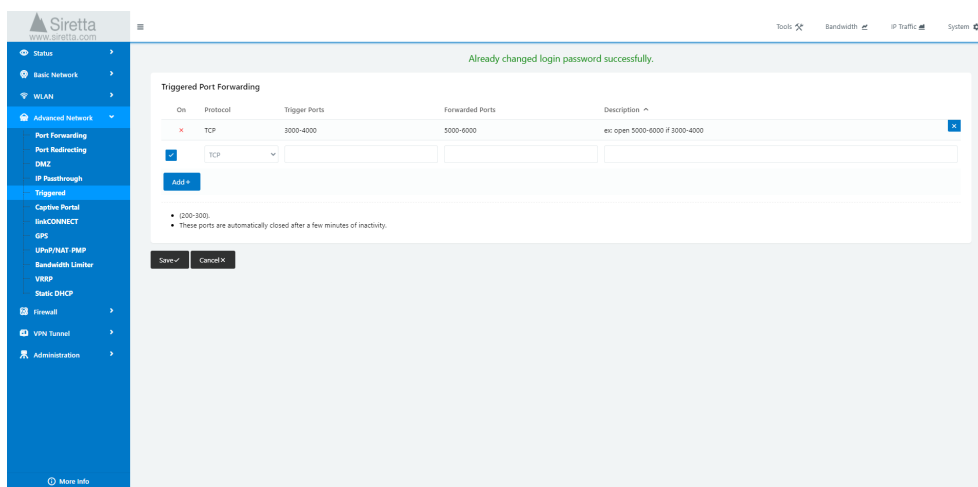 Siretta
www.siretta.com
Tools Bandwidth IP Traffic System
Status
Basic Network
WLAN
Advanced Network
Port Forwarding
Port Redirecting
DMZ
IP Passthrough
Triggered
Captive Portal
linkCONNECT
GPS
UPnP/NAT-PMP
Bandwidth Limiter
VRRP
Static DHCP
Firewall
VPN Tunnel
Administration
More Info
Already changed login password successfully.
Triggered Port Forwarding
On Protocol Trigger Ports Forwarded Ports Description
TCP 3000-4000 5000-6000 ex: open 5000-6000 if 3000-4000
TCP
Add +
(200-300).
These ports are automatically closed after a few minutes of inactivity.
Save Cancel